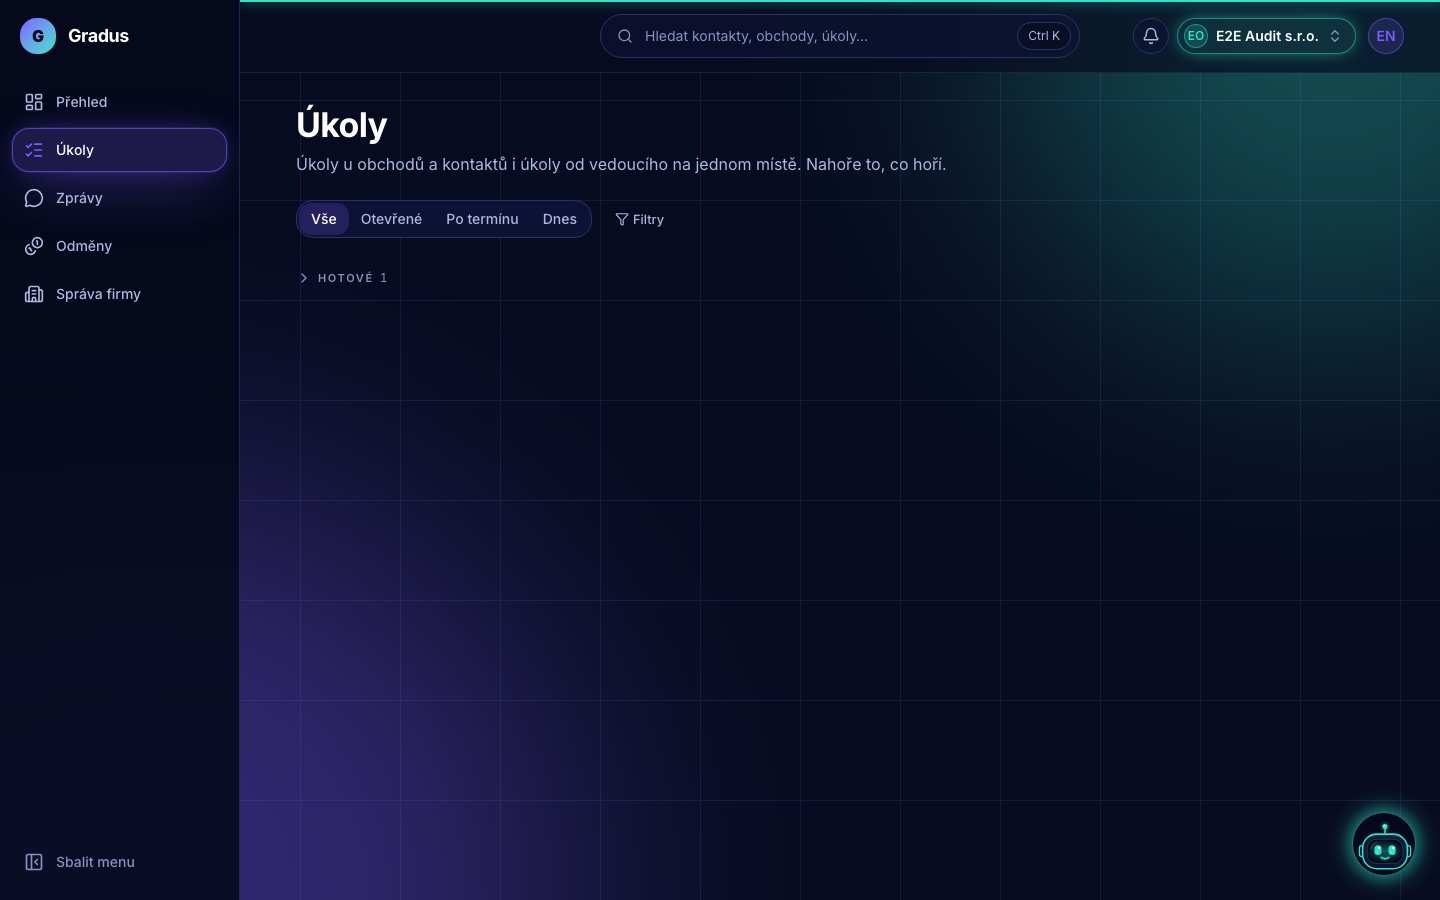 G Gradus
Hledat kontakty, obchody, úkoly...
Ctrl K
EO E2E Audit s.r.o.
EN
Přehled
Úkoly
Zprávy
Odměny
Správa firmy
Sbalit menu
Úkoly
Úkoly u obchodů a kontaktů i úkoly od vedoucího na jednom místě. Nahoře to, co hoří.
Vše Otevřené Po termínu Dnes Filtry
HOTOVÉ 1